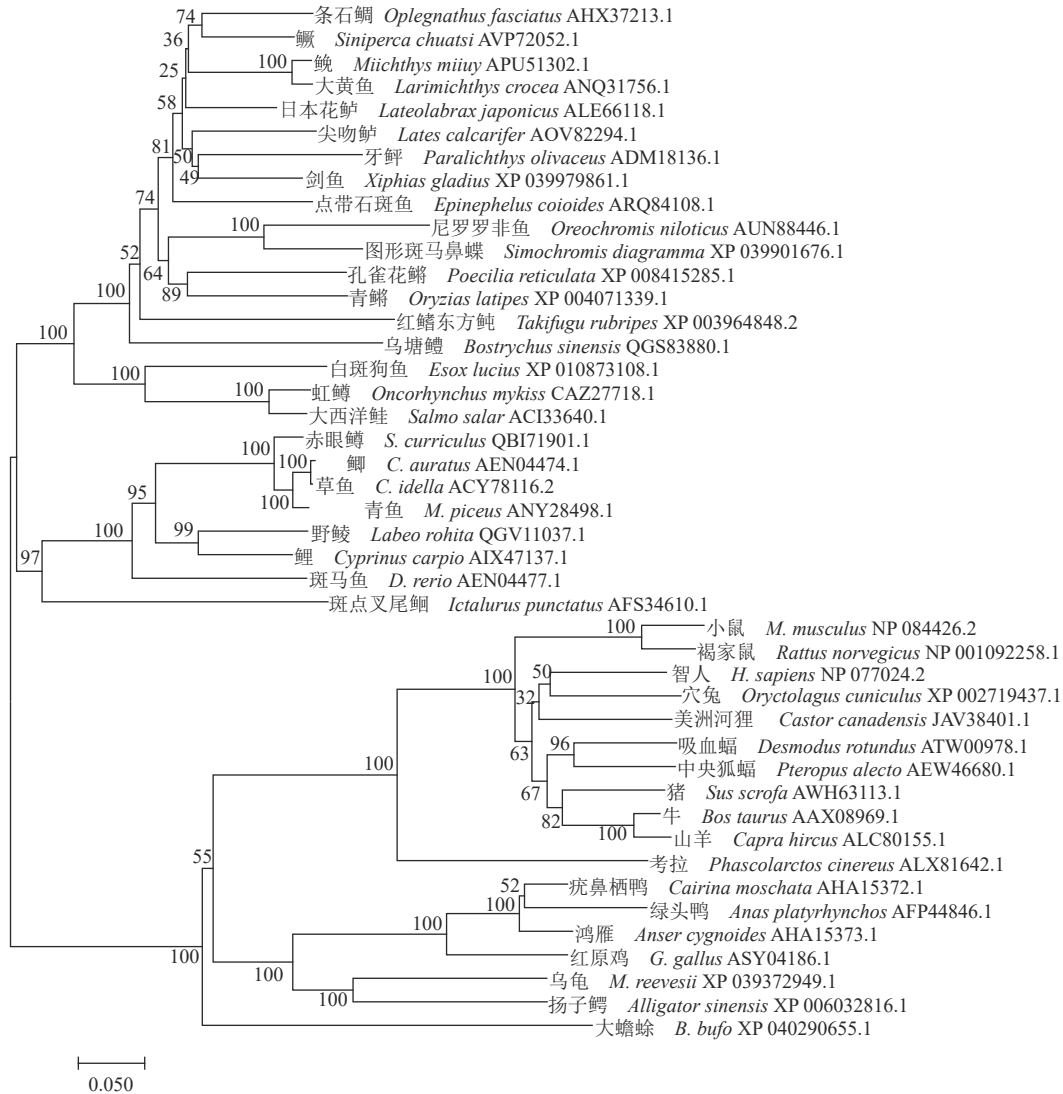 条石鲷 Oplegnathus fasciatus AHX37213.1
鳜 Siniperca chuatsi AVP72052.1
鮸 Miichthys miiuy APU51302.1
大黄鱼 Larimichthys crocea ANQ31756.1
日本花鲈 Lateolabrax japonicus ALE66118.1
尖吻鲈 Lates calcarifer AOV82294.1
牙鲆 Paralichthys olivaceus ADM18136.1
剑鱼 Xiphias gladius XP 039979861.1
点带石斑鱼 Epinephelus coioides ARQ84108.1
尼罗罗非鱼 Oreochromis niloticus AUN88446.1
图形斑马鼻蝶 Simochromis diagramma XP 039901676.1
孔雀花鳉 Poecilia reticulata XP 008415285.1
青鳉 Oryzias latipes XP 004071339.1
红鳍东方鲀 Takifugu rubripes XP 003964848.2
乌塘鳢 Bostrychus sinensis QGS83880.1
白斑狗鱼 Esox lucius XP 010873108.1
虹鳟 Oncorhynchus mykiss CAZ27718.1
大西洋鲑 Salmo salar ACI33640.1
赤眼鳟 S. curriculus QBI71901.1
鲫 C. auratus AEN04474.1
草鱼 C. idella ACY78116.2
青鱼 M. piceus ANY28498.1
野鲮 Labeo rohita QGV11037.1
鲤 Cyprinus carpio AIX47137.1
斑马鱼 D. rerio AEN04477.1
斑点叉尾鮰 Ictalurus punctatus AFS34610.1
小鼠 M. musculus NP 084426.2
褐家鼠 Rattus norvegicus NP 001092258.1
智人 H. sapiens NP 077024.2
穴兔 Oryctolagus cuniculus XP 002719437.1
美洲河狸 Castor canadensis JAV38401.1
吸血蝠 Desmodus rotundus ATW00978.1
中央狐蝠 Pteropus alecto AEW46680.1
猪 Sus scrofa AWH63113.1
牛 Bos taurus AAX08969.1
山羊 Capra hircus ALC80155.1
考拉 Phascolarctos cinereus ALX81642.1
疣鼻栖鸭 Cairina moschata AHA15372.1
绿头鸭 Anas platyrhynchos AFP44846.1
鸿雁 Anser cygnoides AHA15373.1
红原鸡 G. gallus ASY04186.1
乌龟 M. reevesii XP 039372949.1
扬子鳄 Alligator sinensis XP 006032816.1
大蟾蜍 B. bufo XP 040290655.1
74
36
100
25
58
81
50
49
74
100
52
64
89
100
100
100
100
100
100
100
95
100
99
97
100
100
50
32
63
96
100
67
82
100
55
52
100
100
100
100
100
0.050